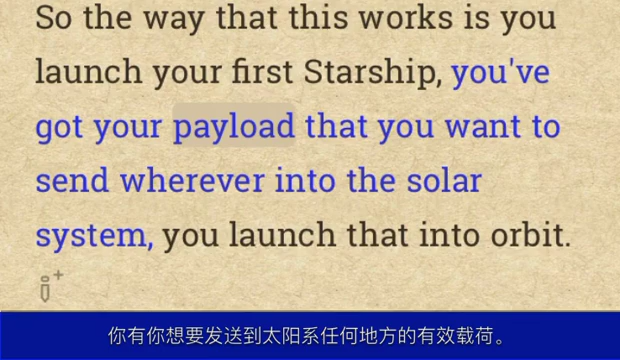 So the way that this works is you
launch your first Starship, you've
got your payload that you want to
send wherever into the solar
system, you launch that into orbit.
你有你想要发送到太阳系任何地方的有效载荷。